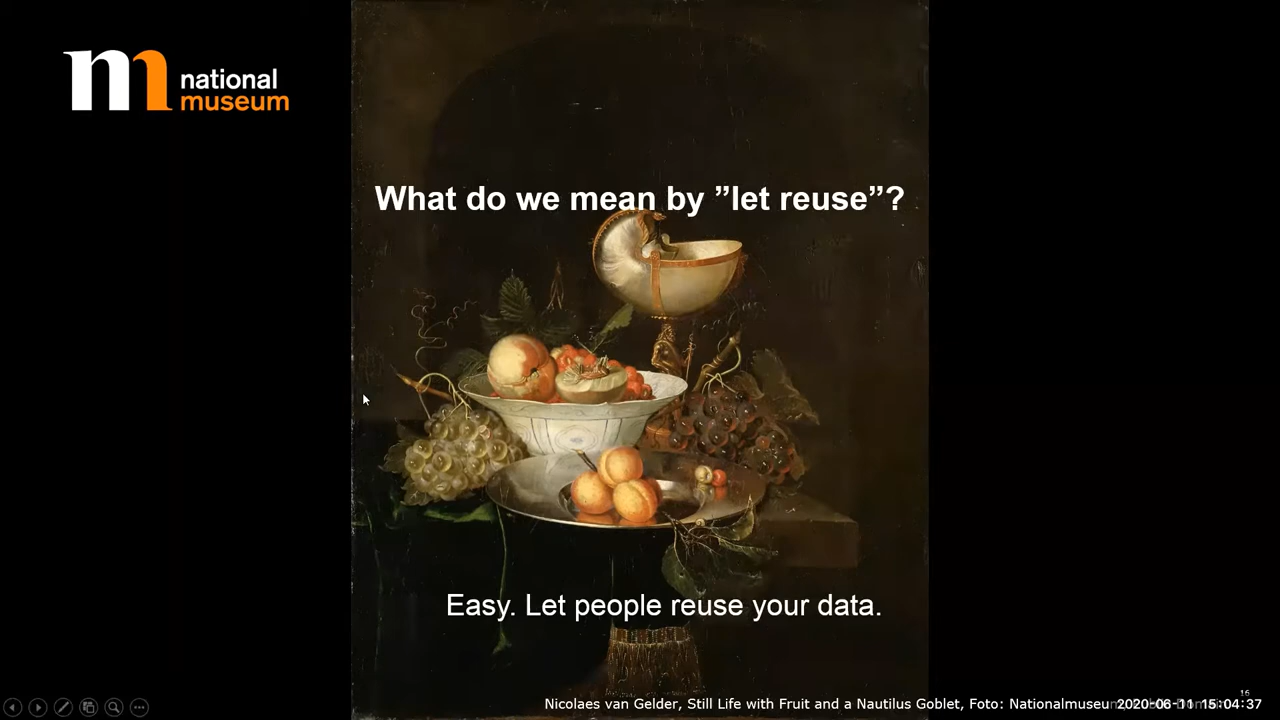 national
museum
What do we mean by ”let reuse”?
Easy. Let people reuse your data.
16
Nicolaes van Gelder, Still Life with Fruit and a Nautilus Goblet, Foto: Nationalmuseu 2020-06-11 15:04:37